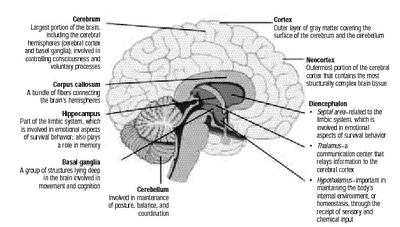 Cerebrum
Largest portion of the brain,
including the cerebral
hemispheres (cerebral cortex
and basal ganglia); involved in
controlling consciousness and
voluntary processes
Corpus callosum
A bundle of fibers connecting
the brain's hemispheres
Hippocampus
Part of the limbic system, which
is involved in emotional aspects
of survival behavior; also plays
a role in memory
Basal ganglia
A group of structures lying deep
in the brain involved in
movement and cognition
Cerebellum
Involved in maintenance
of posture, balance, and
coordination
Cortex
Outer layer of gray matter covering the
surface of the cerebrum and the cerebellum
Neocortex
Outermost portion of the cerebral
cortex that contains the most
structurally complex brain tissue
Diencephalon
• Septal area–related to the
limbic system, which is
involved in emotional
aspects of survival behavior
• Thalamus–a
communication center that
relays information to the
cerebral cortex
• Hypothalamus–important in
maintaining the body's
internal environment, or
homeostasis, through the
receipt of sensory and
chemical input